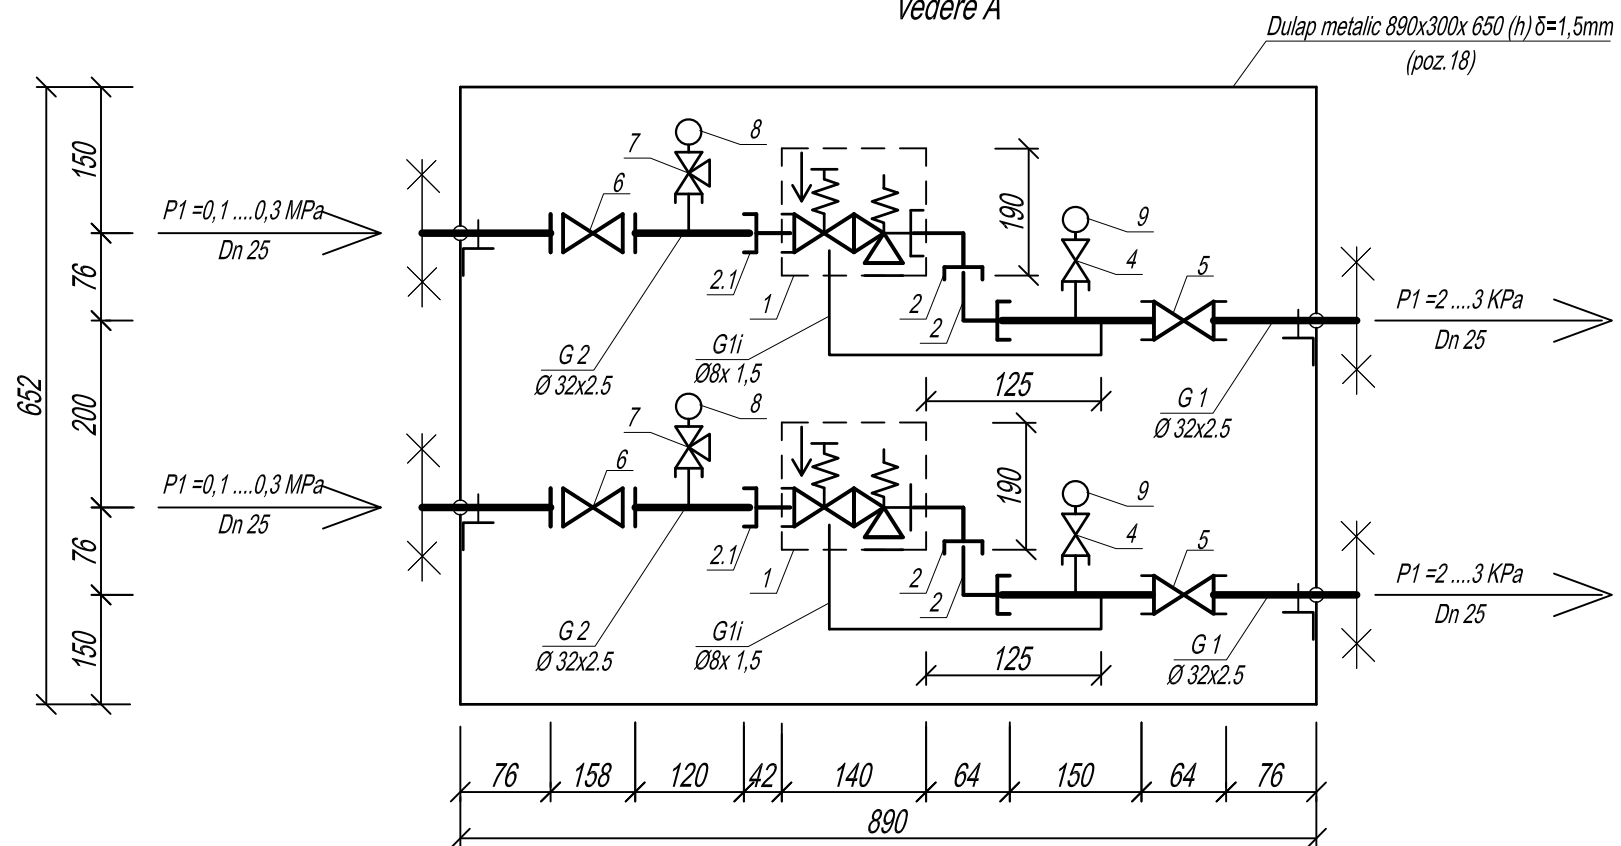 Vedere A
Dulap metalic 890x300x 650 (h) δ=1,5mm
(poz.18)
150
76
200
76
150
652
P1 =0,1 ....0,3 MPa
Dn 25
6
7
8
2.1
1
G 2
Ø 32x2.5
G1i
Ø8x 1,5
190
2
2
9
4
5
125
G 1
Ø 32x2.5
P1 =2 ....3 KPa
Dn 25
P1 =0,1 ....0,3 MPa
Dn 25
6
7
8
2.1
1
G 2
Ø 32x2.5
G1i
Ø8x 1,5
190
2
2
9
4
5
125
G 1
Ø 32x2.5
P1 =2 ....3 KPa
Dn 25
76 158 120 42 140 64 150 64 76
890